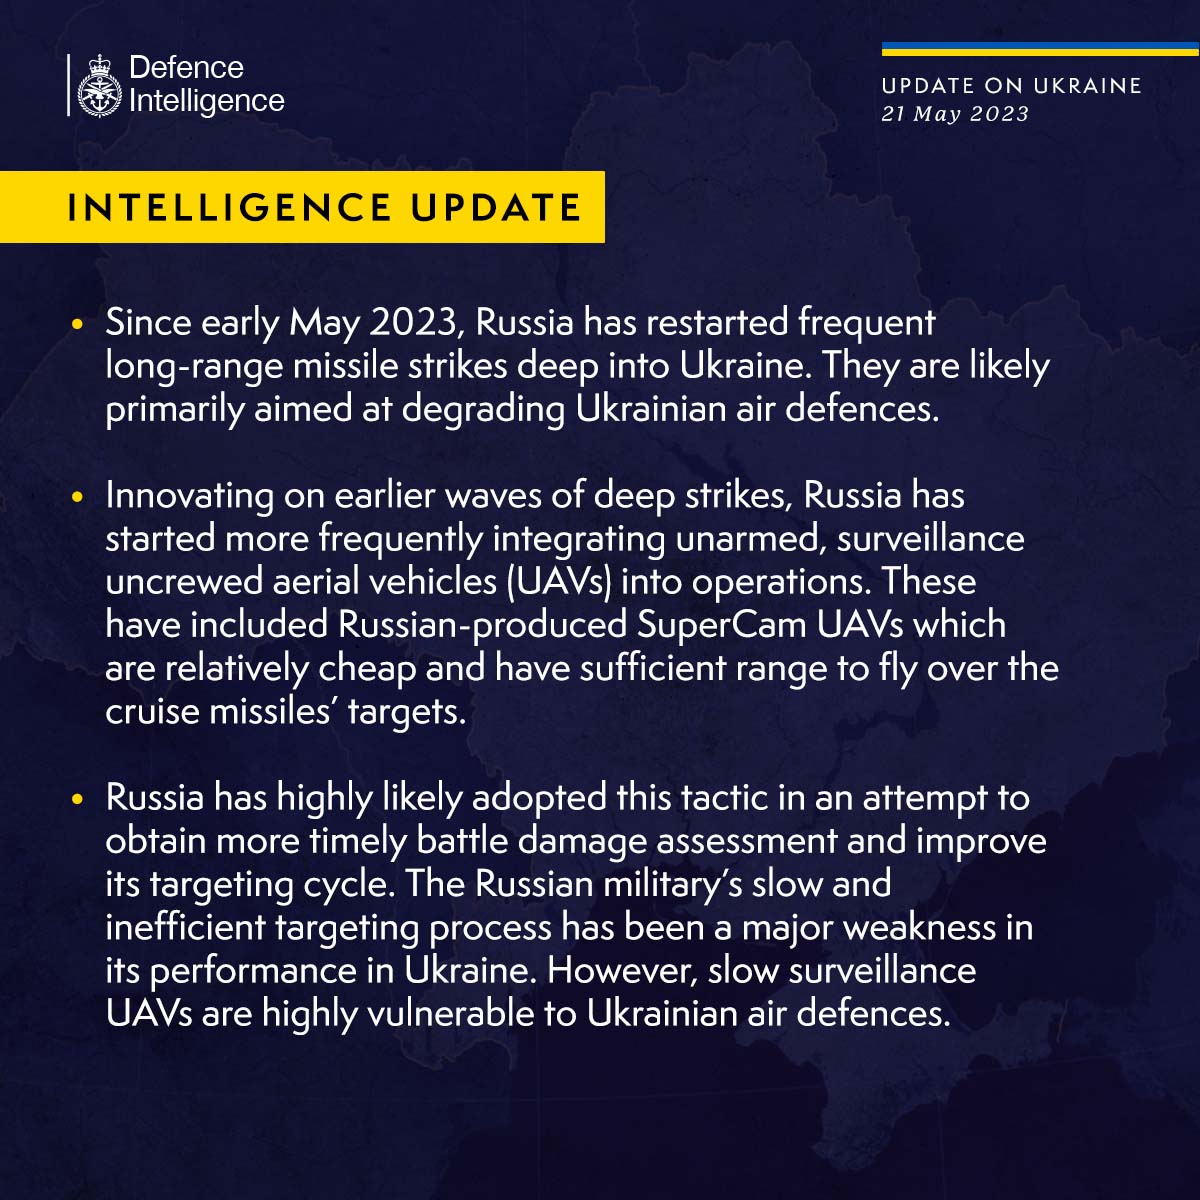 Defence
Intelligence
UPDATE ON UKRAINE
21 May 2023
INTELLIGENCE UPDATE
• Since early May 2023, Russia has restarted frequent
long-range missile strikes deep into Ukraine. They are likely
primarily aimed at degrading Ukrainian air defences.
• Innovating on earlier waves of deep strikes, Russia has
started more frequently integrating unarmed, surveillance
uncrewed aerial vehicles (UAVs) into operations. These
have included Russian-produced SuperCam UAVs which
are relatively cheap and have sufficient range to fly over the
cruise missiles’ targets.
• Russia has highly likely adopted this tactic in an attempt to
obtain more timely battle damage assessment and improve
its targeting cycle. The Russian military’s slow and
inefficient targeting process has been a major weakness in
its performance in Ukraine. However, slow surveillance
UAVs are highly vulnerable to Ukrainian air defences.